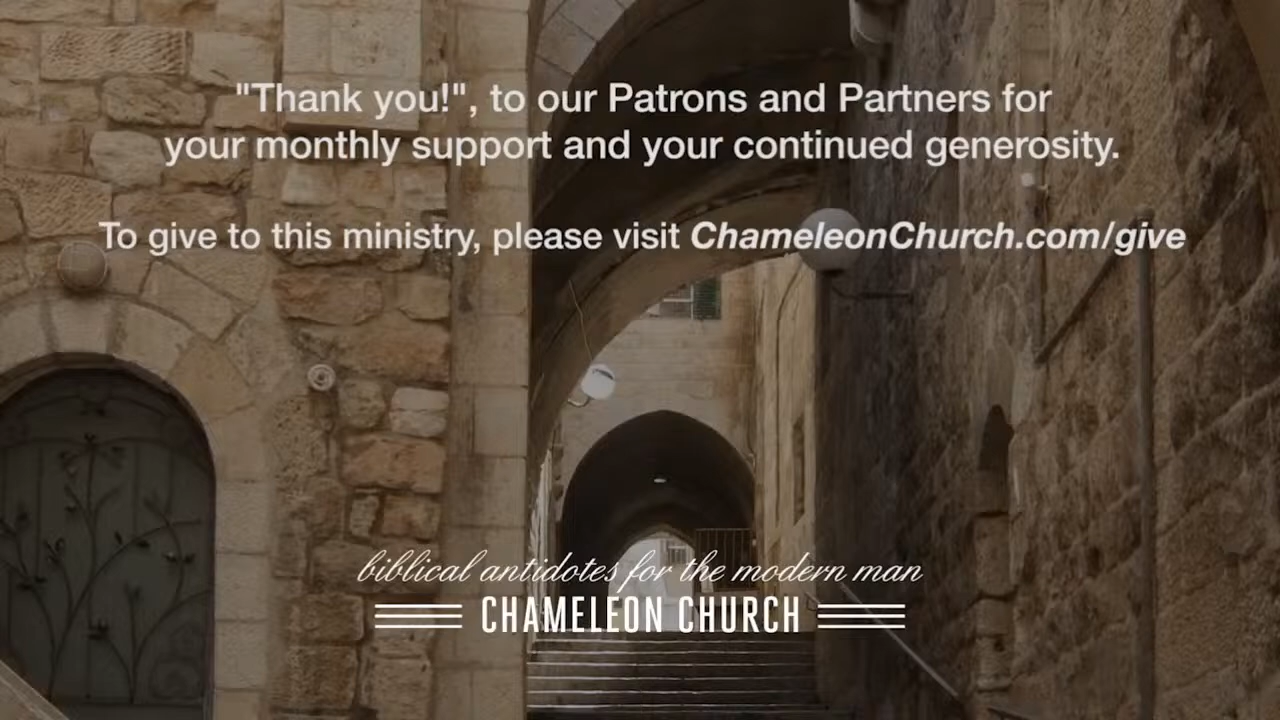 "Thank you!", to our Patrons and Partners for
your monthly support and your continued generosity.
To give to this ministry, please visit ChameleonChurch.com/give
biblical antidotes for the modern man
CHAMELEON CHURCH